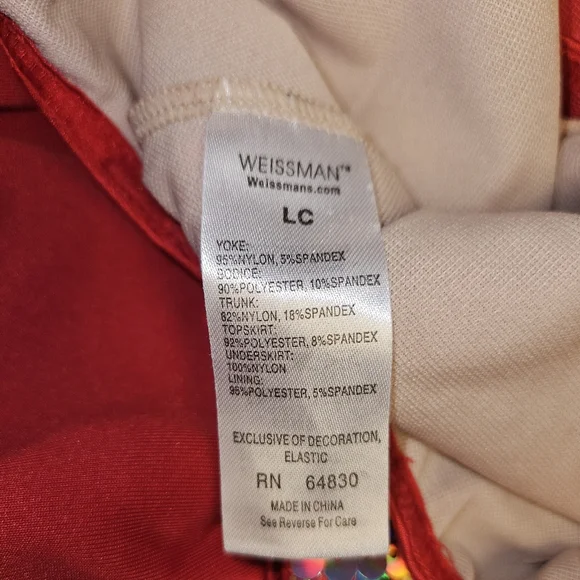 WEISSMAN™
Weissmans.com
LC
YOKE:
95%NYLON, 5%SPANDEX
BODICE:
90%POLYESTER, 10%SPANDEX
TRUNK:
82%NYLON, 18%SPANDEX
TOPSKIRT:
92%POLYESTER, 8%SPANDEX
UNDERSKIRT:
100%NYLON
LINING:
95%POLYESTER, 5%SPANDEX
EXCLUSIVE OF DECORATION,
ELASTIC
RN 64830
MADE IN CHINA
See Reverse For Care